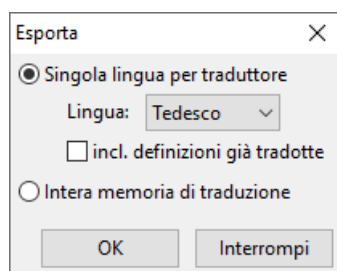 Esporta
Singola lingua per traduttore
Lingua: Tedesco
incl. definizioni già tradotte
Intera memoria di traduzione
OK Interrompi